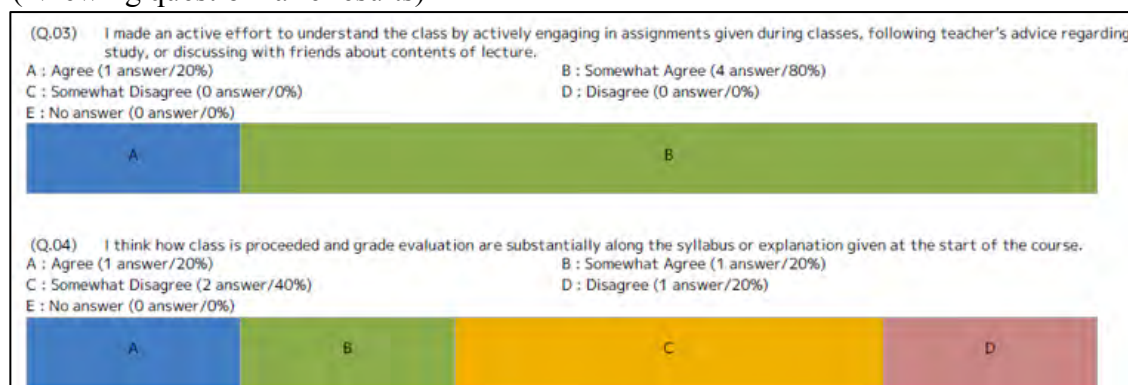 (Q.03) I made an active effort to understand the class by actively engaging in assignments given during classes, following teacher's advice regarding
study, or discussing with friends about contents of lecture.
A : Agree (1 answer/20%) B : Somewhat Agree (4 answer/80%)
C : Somewhat Disagree (0 answer/0%) D : Disagree (0 answer/0%)
E : No answer (0 answer/0%)
A B
(Q.04) I think how class is proceeded and grade evaluation are substantially along the syllabus or explanation given at the start of the course.
A : Agree (1 answer/20%) B : Somewhat Agree (1 answer/20%)
C : Somewhat Disagree (2 answer/40%) D : Disagree (1 answer/20%)
E : No answer (0 answer/0%)
A B C D